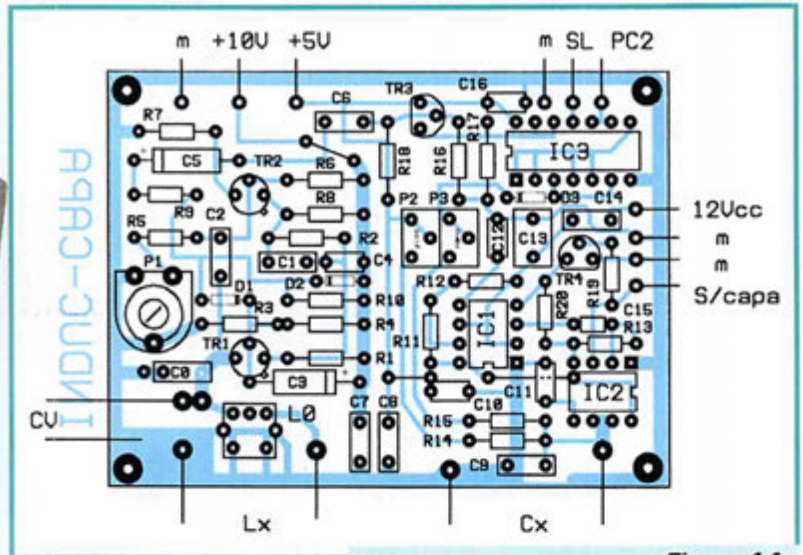 m +10V +5V m SL PC2
TR3 C16
R7 C6 R17
C5 TR2 R6 R18 R16 IC3
R9 R8 P2 P3 D3 C14
12Vcc
R5 C2 R2 C12 C13 m
P1 C1 C4 TR4 m
D1 D2 R12 R20 R19 S/capa
R3 R10 C15
R4 R11 IC1 R13
TR1 R1
C0 C3 C11 IC2
CV L0 C7 C8 C10
R15
R14
C9
Lx Cx
INDUC-CAPA